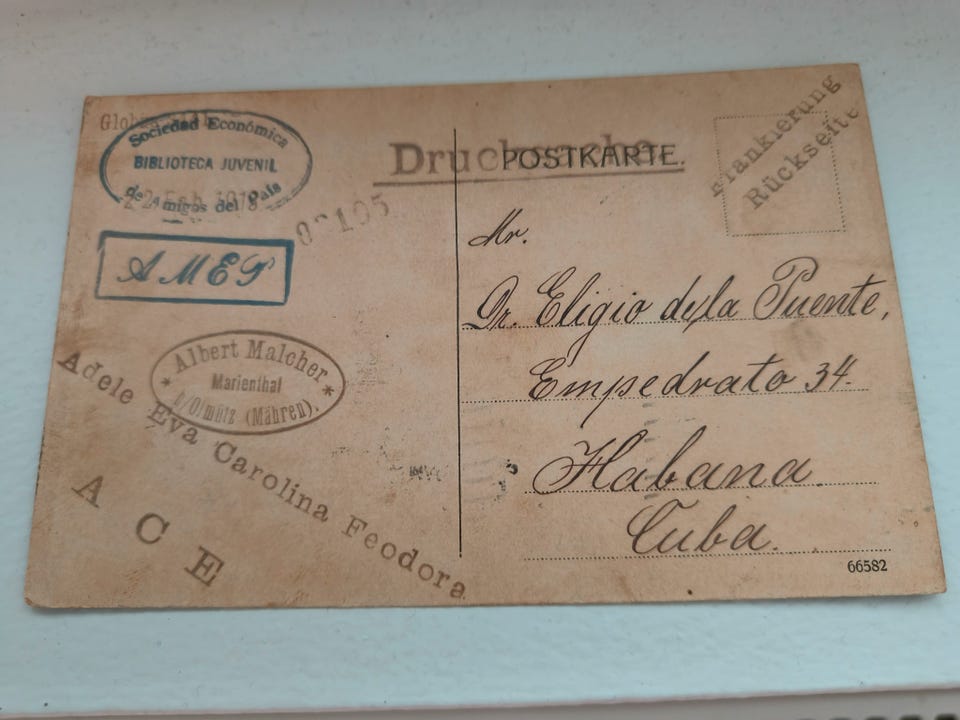 Sociedad Económica
BIBLIOTECA JUVENIL
de Amigos del País
AMEP
Albert Malcher
Marienthal
b/Olmütz (Mähren).
Adele Eva Carolina Feodora
A C E
Drucksache
POSTKARTE.
Frankierung
Rückseite
Mr.
Dr. Eligio de la Puente,
Empedrato 34.
Habana.
Cuba.
66582